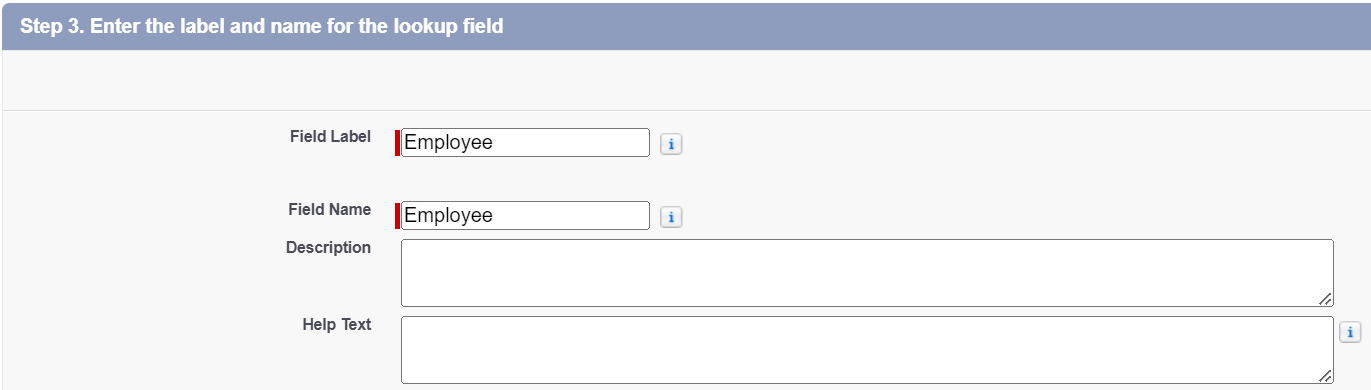 Step 3. Enter the label and name for the lookup field
Field Label Employee i
Field Name Employee i
Description
Help Text i